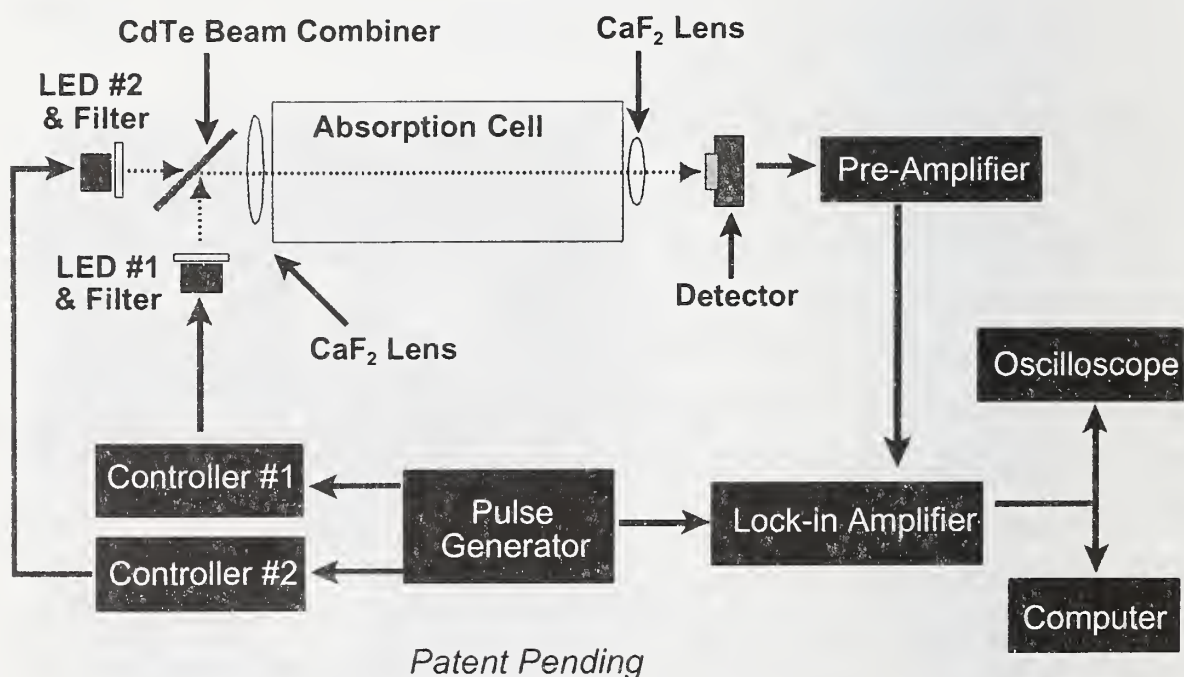 CdTe Beam Combiner
CaF₂ Lens
LED #2
& Filter
Absorption Cell
Pre-Amplifier
LED #1
& Filter
Detector
CaF₂ Lens
Oscilloscope
Controller #1
Pulse
Generator
Lock-in Amplifier
Controller #2
Computer
Patent Pending